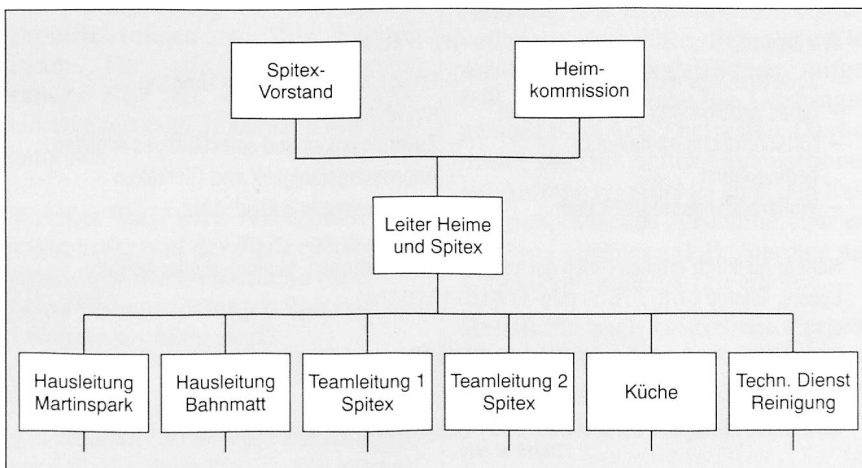 Spitex-
Vorstand
Heim-
kommission
Leiter Heime
und Spitex
Hausleitung
Martinspark
Hausleitung
Bahnmatt
Teamleitung 1
Spitex
Teamleitung 2
Spitex
Küche
Techn. Dienst
Reinigung